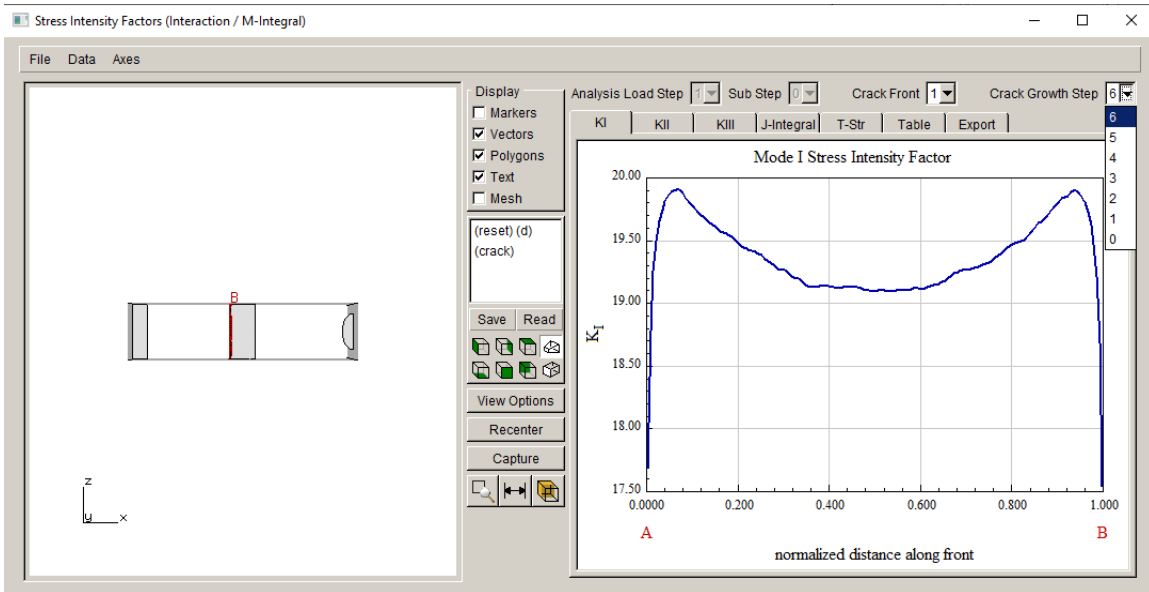 Stress Intensity Factors (Interaction / M-Integral)
File Data Axes
B
z
y x
Display
Markers
Vectors
Polygons
Text
Mesh
(reset) (d)
(crack)
Save Read
View Options
Recenter
Capture
Analysis Load Step 1 Sub Step 0 Crack Front 1 Crack Growth Step 6
6
5
4
3
2
1
0
KI KII KIII J-Integral T-Str Table Export
Mode I Stress Intensity Factor
20.00
19.50
19.00
18.50
18.00
17.50
KI
0.0000 0.200 0.400 0.600 0.800 1.000
A B
normalized distance along front